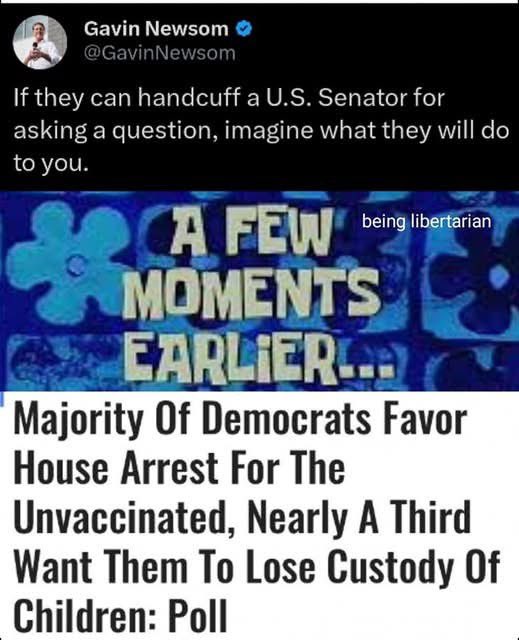 Gavin Newsom
@GavinNewsom
If they can handcuff a U.S. Senator for
asking a question, imagine what they will do
to you.
being libertarian
A FEW
MOMENTS
EARLiER...
Majority Of Democrats Favor
House Arrest For The
Unvaccinated, Nearly A Third
Want Them To Lose Custody Of
Children: Poll